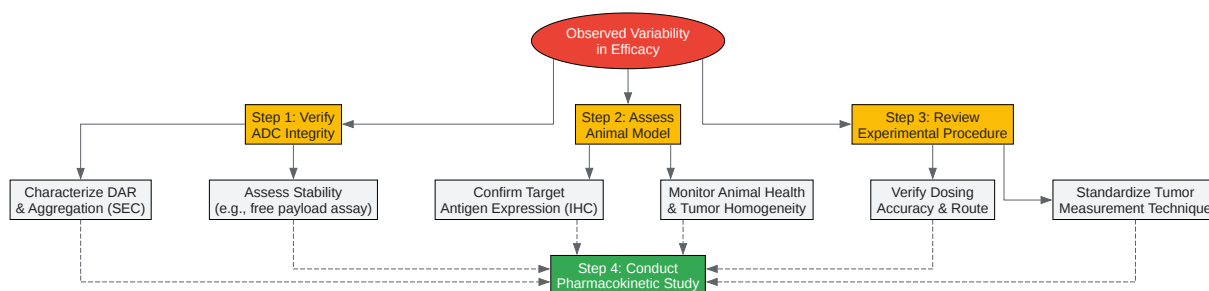 Observed Variability
in Efficacy
Step 1: Verify
ADC Integrity
Step 2: Assess
Animal Model
Step 3: Review
Experimental Procedure
Characterize DAR
& Aggregation (SEC)
Assess Stability
(e.g., free payload assay)
Confirm Target
Antigen Expression (IHC)
Monitor Animal Health
& Tumor Homogeneity
Verify Dosing
Accuracy & Route
Standardize Tumor
Measurement Technique
Step 4: Conduct
Pharmacokinetic Study